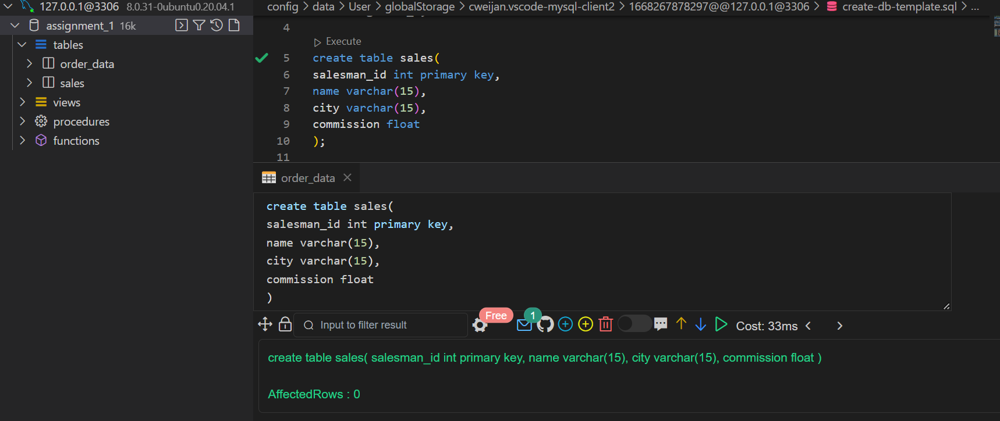 127.0.0.1@3306 8.0.31-0ubuntu0.20.04.1
assignment_1 16k
tables
order_data
sales
views
procedures
functions
config > data > User > globalStorage > cweijan.vscode-mysql-client2 > 1668267878297@@127.0.0.1@3306 > create-db-template.sql > ...
4
Execute
5 create table sales(
6 salesman_id int primary key,
7 name varchar(15),
8 city varchar(15),
9 commission float
10 );
11
order_data
create table sales(
salesman_id int primary key,
name varchar(15),
city varchar(15),
commission float
)
Input to filter result
Free
1
Cost: 33ms
create table sales( salesman_id int primary key, name varchar(15), city varchar(15), commission float )
AffectedRows : 0